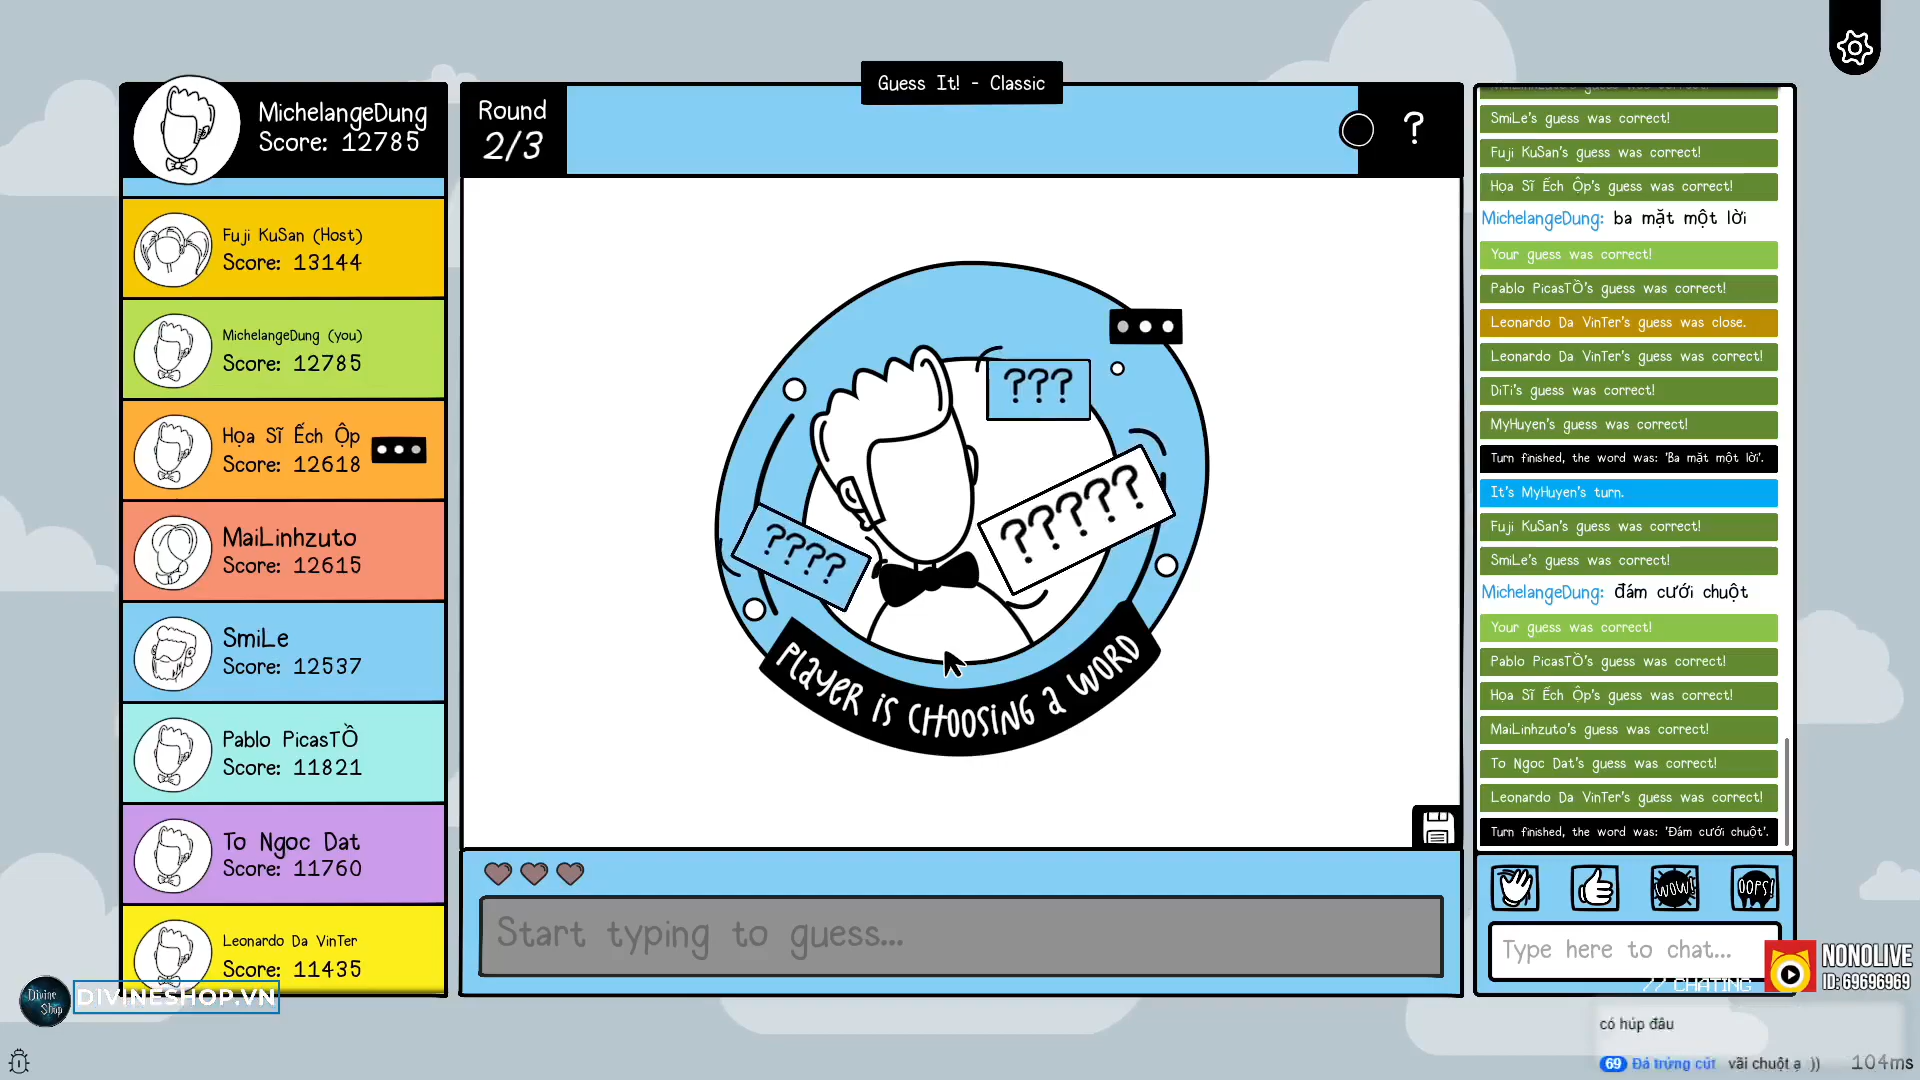 Guess It! - Classic
MichelangeDung
Score: 12785
Fuji KuSan (Host)
Score: 13144
MichelangeDung (you)
Score: 12785
Họa Sĩ Ếch Ộp
Score: 12618
MaiLinhzuto
Score: 12615
SmiLe
Score: 12537
Pablo PicasTỒ
Score: 11821
To Ngoc Dat
Score: 11760
Leonardo Da VinTer
Score: 11435
Divine Shop
DIVINESHOP.VN
Round
2/3
?
???
????
?????
PLAYER IS CHOOSING A WORD
Start typing to guess...
SmiLe's guess was correct!
Fuji KuSan's guess was correct!
Họa Sĩ Ếch Ộp's guess was correct!
MichelangeDung: ba mặt một lời
Your guess was correct!
Pablo PicasTỒ's guess was correct!
Leonardo Da VinTer's guess was close.
Leonardo Da VinTer's guess was correct!
DiTi's guess was correct!
MyHuyen's guess was correct!
Turn finished, the word was: 'Ba mặt một lời'.
It's MyHuyen's turn.
Fuji KuSan's guess was correct!
SmiLe's guess was correct!
MichelangeDung: đám cưới chuột
Your guess was correct!
Pablo PicasTỒ's guess was correct!
Họa Sĩ Ếch Ộp's guess was correct!
MaiLinhzuto's guess was correct!
To Ngoc Dat's guess was correct!
Leonardo Da VinTer's guess was correct!
Turn finished, the word was: 'Đám cưới chuột'.
WOW!
OOPS!
Type here to chat...
// CHATING
NONOLIVE
ID: 69696969
có húp đâu
69 Đá trứng cút vãi chuột ạ ))
104ms